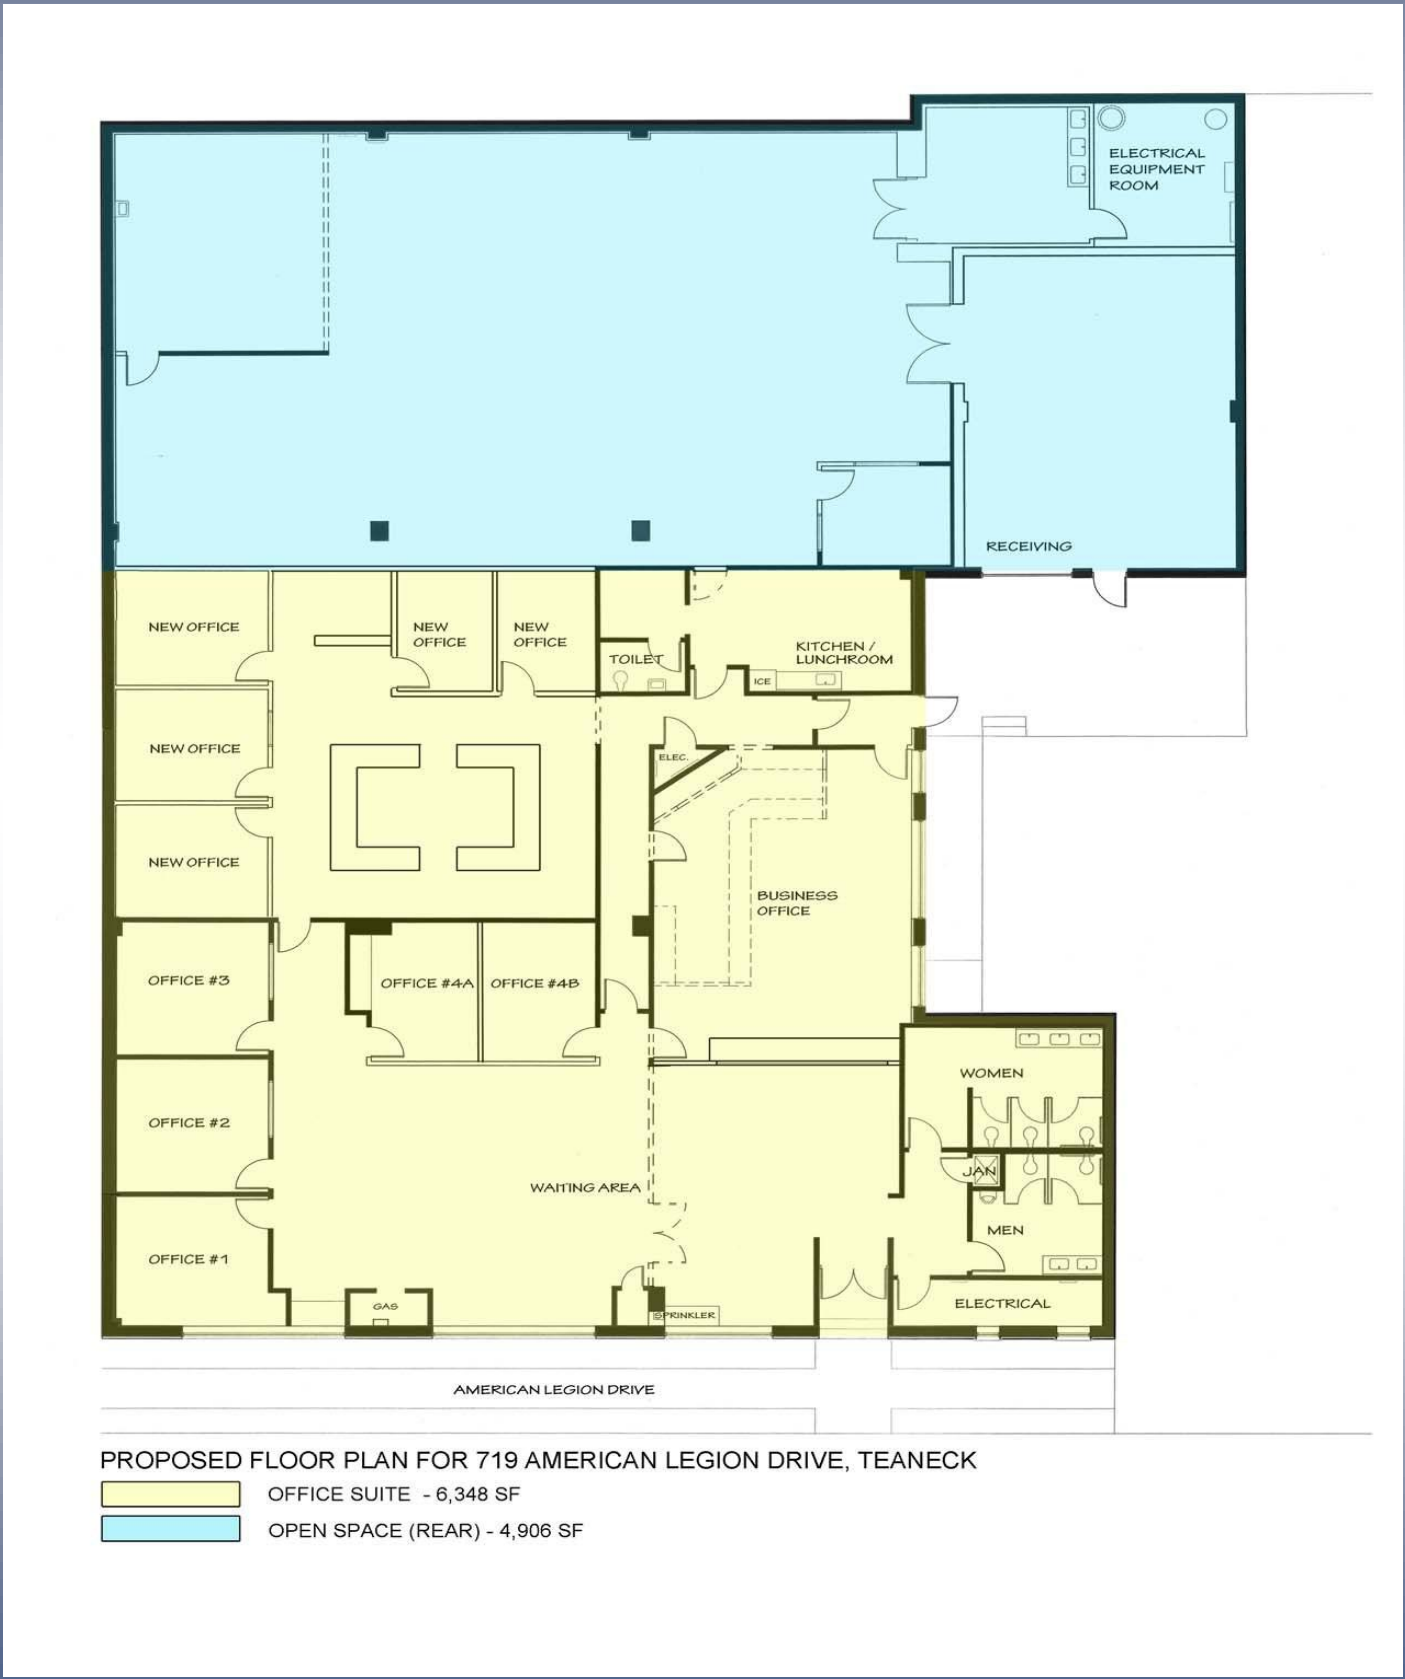 ELECTRICAL
EQUIPMENT
ROOM
RECEIVING
NEW OFFICE
NEW
OFFICE
NEW
OFFICE
TOILET
KITCHEN /
LUNCHROOM
ICE
NEW OFFICE
ELEC.
NEW OFFICE
BUSINESS
OFFICE
OFFICE #3
OFFICE #4A
OFFICE #4B
WOMEN
OFFICE #2
JAN
WAITING AREA
MEN
OFFICE #1
GAS
SPRINKLER
ELECTRICAL
AMERICAN LEGION DRIVE
PROPOSED FLOOR PLAN FOR 719 AMERICAN LEGION DRIVE, TEANECK
OFFICE SUITE - 6,348 SF
OPEN SPACE (REAR) - 4,906 SF